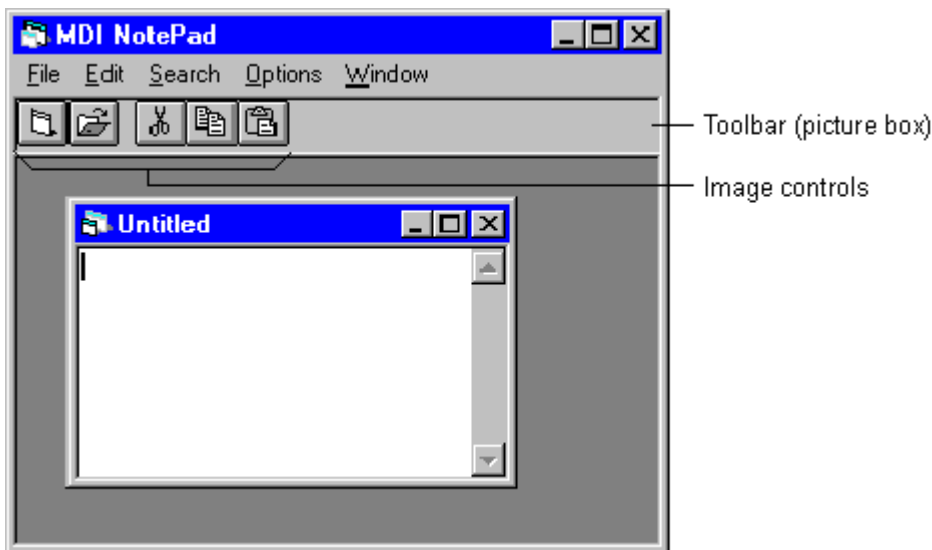 MDI NotePad
File Edit Search Options Window
Toolbar (picture box)
Image controls
Untitled